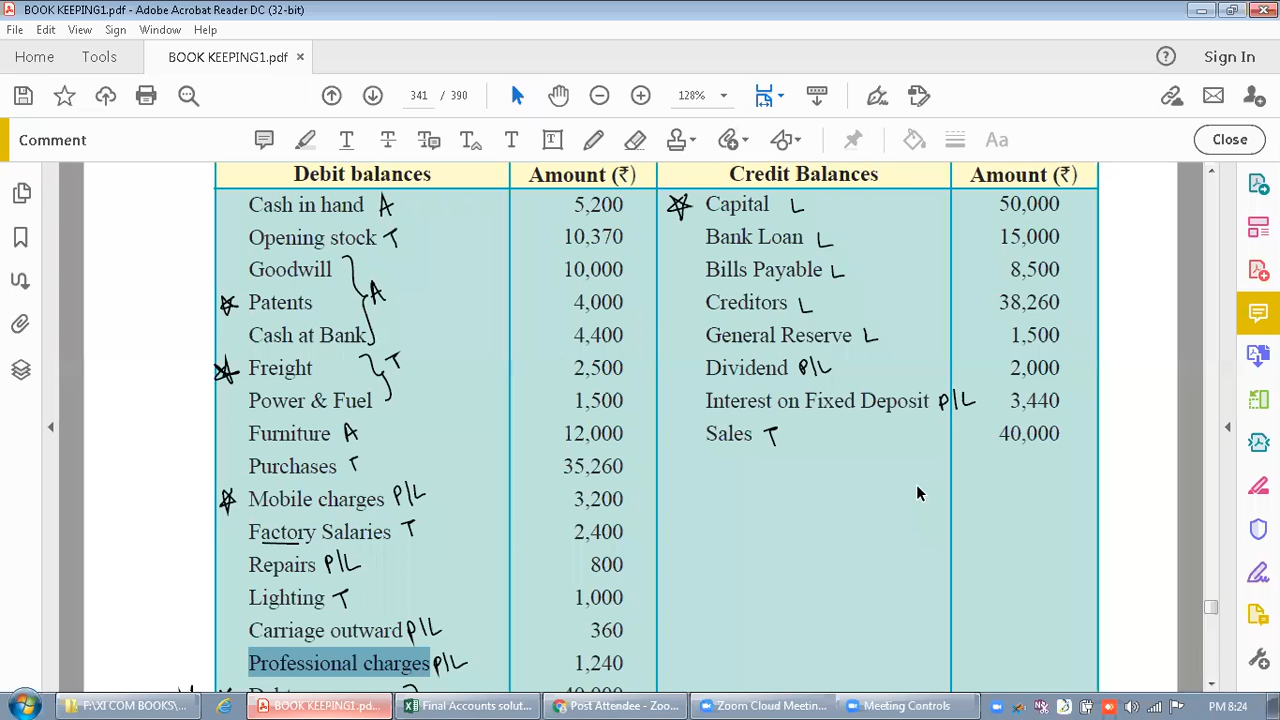 BOOK KEEPING1.pdf - Adobe Acrobat Reader DC (32-bit)
File Edit View Sign Window Help
Home Tools BOOK KEEPING1.pdf × Sign In
341 / 390 128%
Comment Close
Debit balances Amount (₹) Credit Balances Amount (₹)
Cash in hand A 5,200 Capital L 50,000
Opening stock T 10,370 Bank Loan L 15,000
Goodwill 10,000 Bills Payable L 8,500
A
Patents 4,000 Creditors L 38,260
Cash at Bank 4,400 General Reserve L 1,500
Freight T 2,500 Dividend P/L 2,000
Power & Fuel 1,500 Interest on Fixed Deposit P/L 3,440
Furniture A 12,000 Sales T 40,000
Purchases T 35,260
Mobile charges P/L 3,200
Factory Salaries T 2,400
Repairs P/L 800
Lighting T 1,000
Carriage outward P/L 360
Professional charges P/L 1,240
F:\XI COM BOOKS\... BOOK KEEPING1.pd... Final Accounts solut... Post Attendee - Zoo... Zoom Cloud Meetin... Meeting Controls PM 8:24